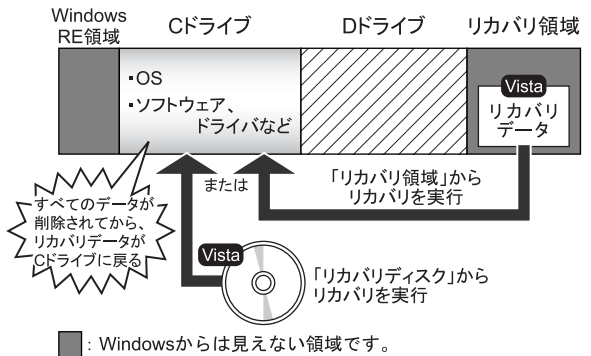 Windows
RE領域
Cドライブ
Dドライブ
リカバリ領域
・OS
・ソフトウェア、
ドライバなど
Vista
リカバリ
データ
すべてのデータが
削除されてから、
リカバリデータが
Cドライブに戻る
または
「リカバリ領域」から
リカバリを実行
Vista
「リカバリディスク」から
リカバリを実行
：Windowsからは見えない領域です。